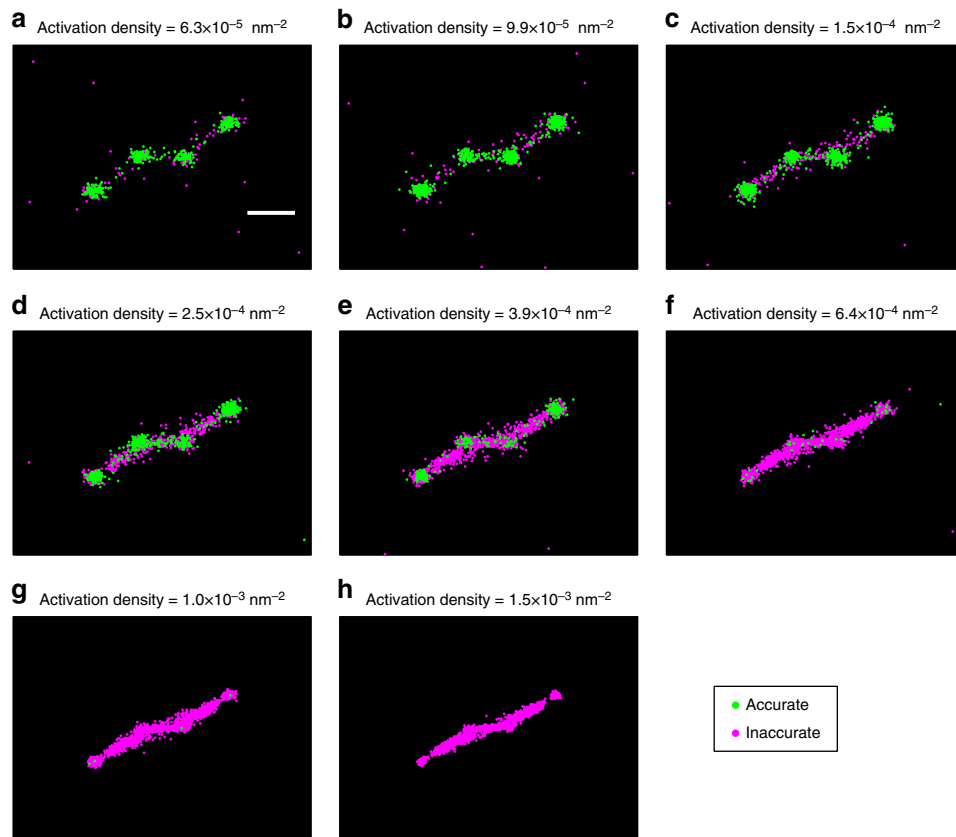 a Activation density = 6.3×10⁻⁵ nm⁻²
b Activation density = 9.9×10⁻⁵ nm⁻²
c Activation density = 1.5×10⁻⁴ nm⁻²
d Activation density = 2.5×10⁻⁴ nm⁻²
e Activation density = 3.9×10⁻⁴ nm⁻²
f Activation density = 6.4×10⁻⁴ nm⁻²
g Activation density = 1.0×10⁻³ nm⁻²
h Activation density = 1.5×10⁻³ nm⁻²
Accurate
Inaccurate